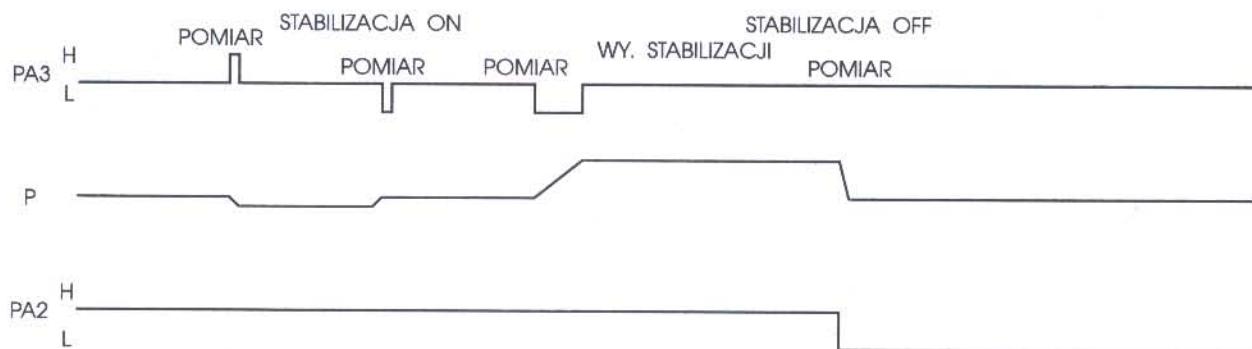 STABILIZACJA ON
STABILIZACJA OFF
POMIAR
WY. STABILIZACJI
H
PA3
L
POMIAR
POMIAR
POMIAR
P
H
PA2
L